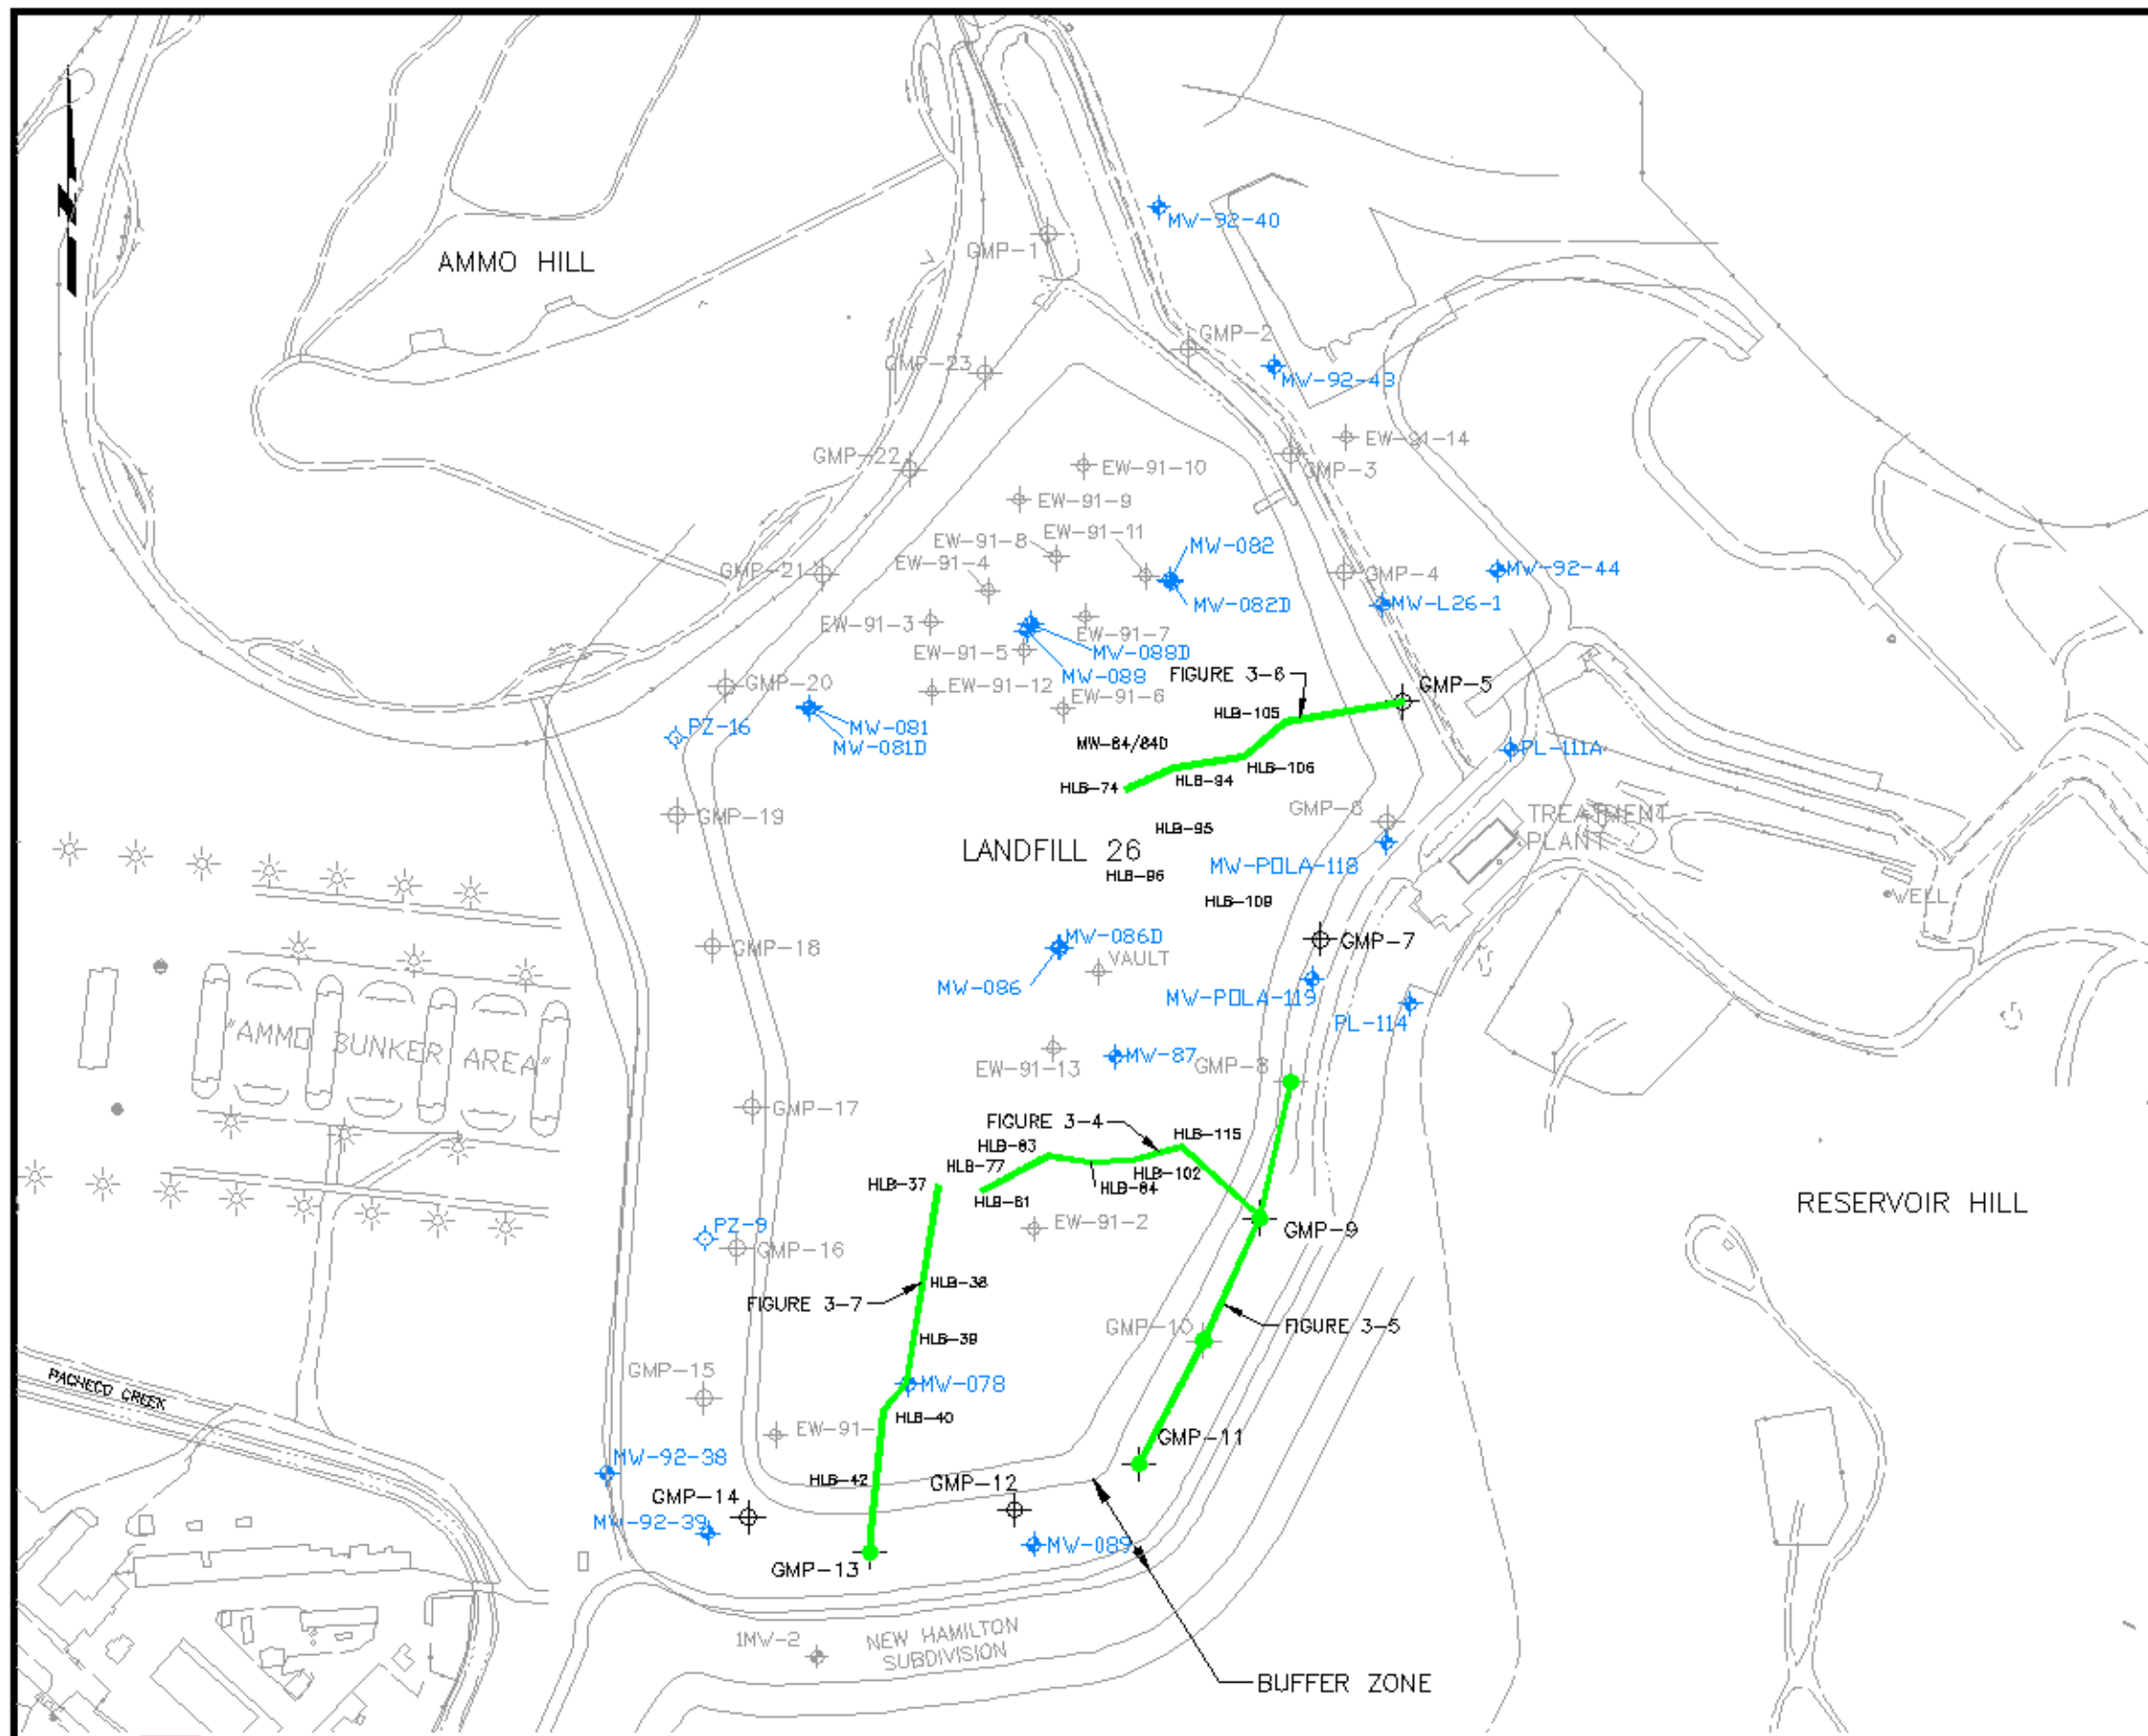 MW-92-40
GMP-1
AMMO HILL
GMP-2
GMP-23
MW-92-43
EW-91-14
GMP-22
EW-91-10
GMP-3
EW-91-9
EW-91-11
EW-91-8
MW-082
EW-91-4
GMP-21
GMP-4
MW-92-44
MW-082D
MW-L26-1
EW-91-3
EW-91-7
EW-91-5
MW-088D
MW-088
FIGURE 3-6
GMP-20
EW-91-12
EW-91-6
GMP-5
HLB-105
PZ-16
MW-081
MW-081D
MW-84/84D
PL-111A
HLB-106
HLB-94
HLB-74
GMP-19
GMP-6
TREATMENT
PLANT
HLB-95
LANDFILL 26
MW-POLA-118
HLB-96
HLB-109
WELL
GMP-18
MW-086D
GMP-7
VAULT
MW-086
MW-POLA-119
PL-114
"AMMO BUNKER AREA"
MW-87
EW-91-13
GMP-8
GMP-17
FIGURE 3-4
HLB-115
HLB-83
HLB-77
HLB-102
HLB-84
HLB-37
HLB-61
RESERVOIR HILL
PZ-9
EW-91-2
GMP-9
GMP-16
HLB-38
FIGURE 3-7
GMP-10
FIGURE 3-5
HLB-39
GMP-15
PACHECO CREEK
MW-078
HLB-40
EW-91-
GMP-11
MW-92-38
HLB-42
GMP-12
GMP-14
MW-92-39
MW-089
GMP-13
1MW-2
NEW HAMILTON
SUBDIVISION
BUFFER ZONE